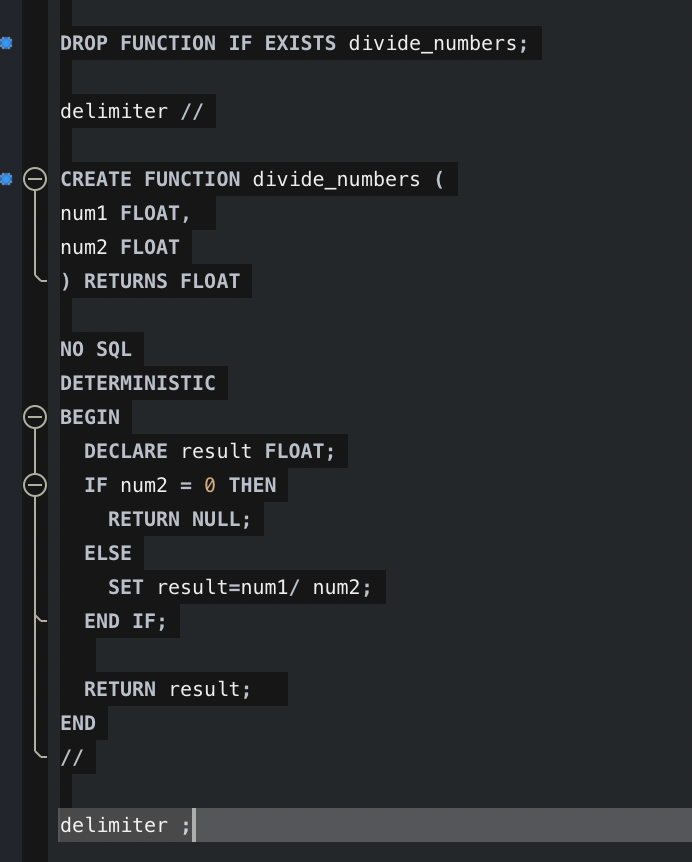 DROP FUNCTION IF EXISTS divide_numbers;
delimiter //
CREATE FUNCTION divide_numbers (
num1 FLOAT,
num2 FLOAT
) RETURNS FLOAT
NO SQL
DETERMINISTIC
BEGIN
  DECLARE result FLOAT;
  IF num2 = 0 THEN
    RETURN NULL;
  ELSE
    SET result=num1/ num2;
  END IF;
  RETURN result;
END
//
delimiter ;